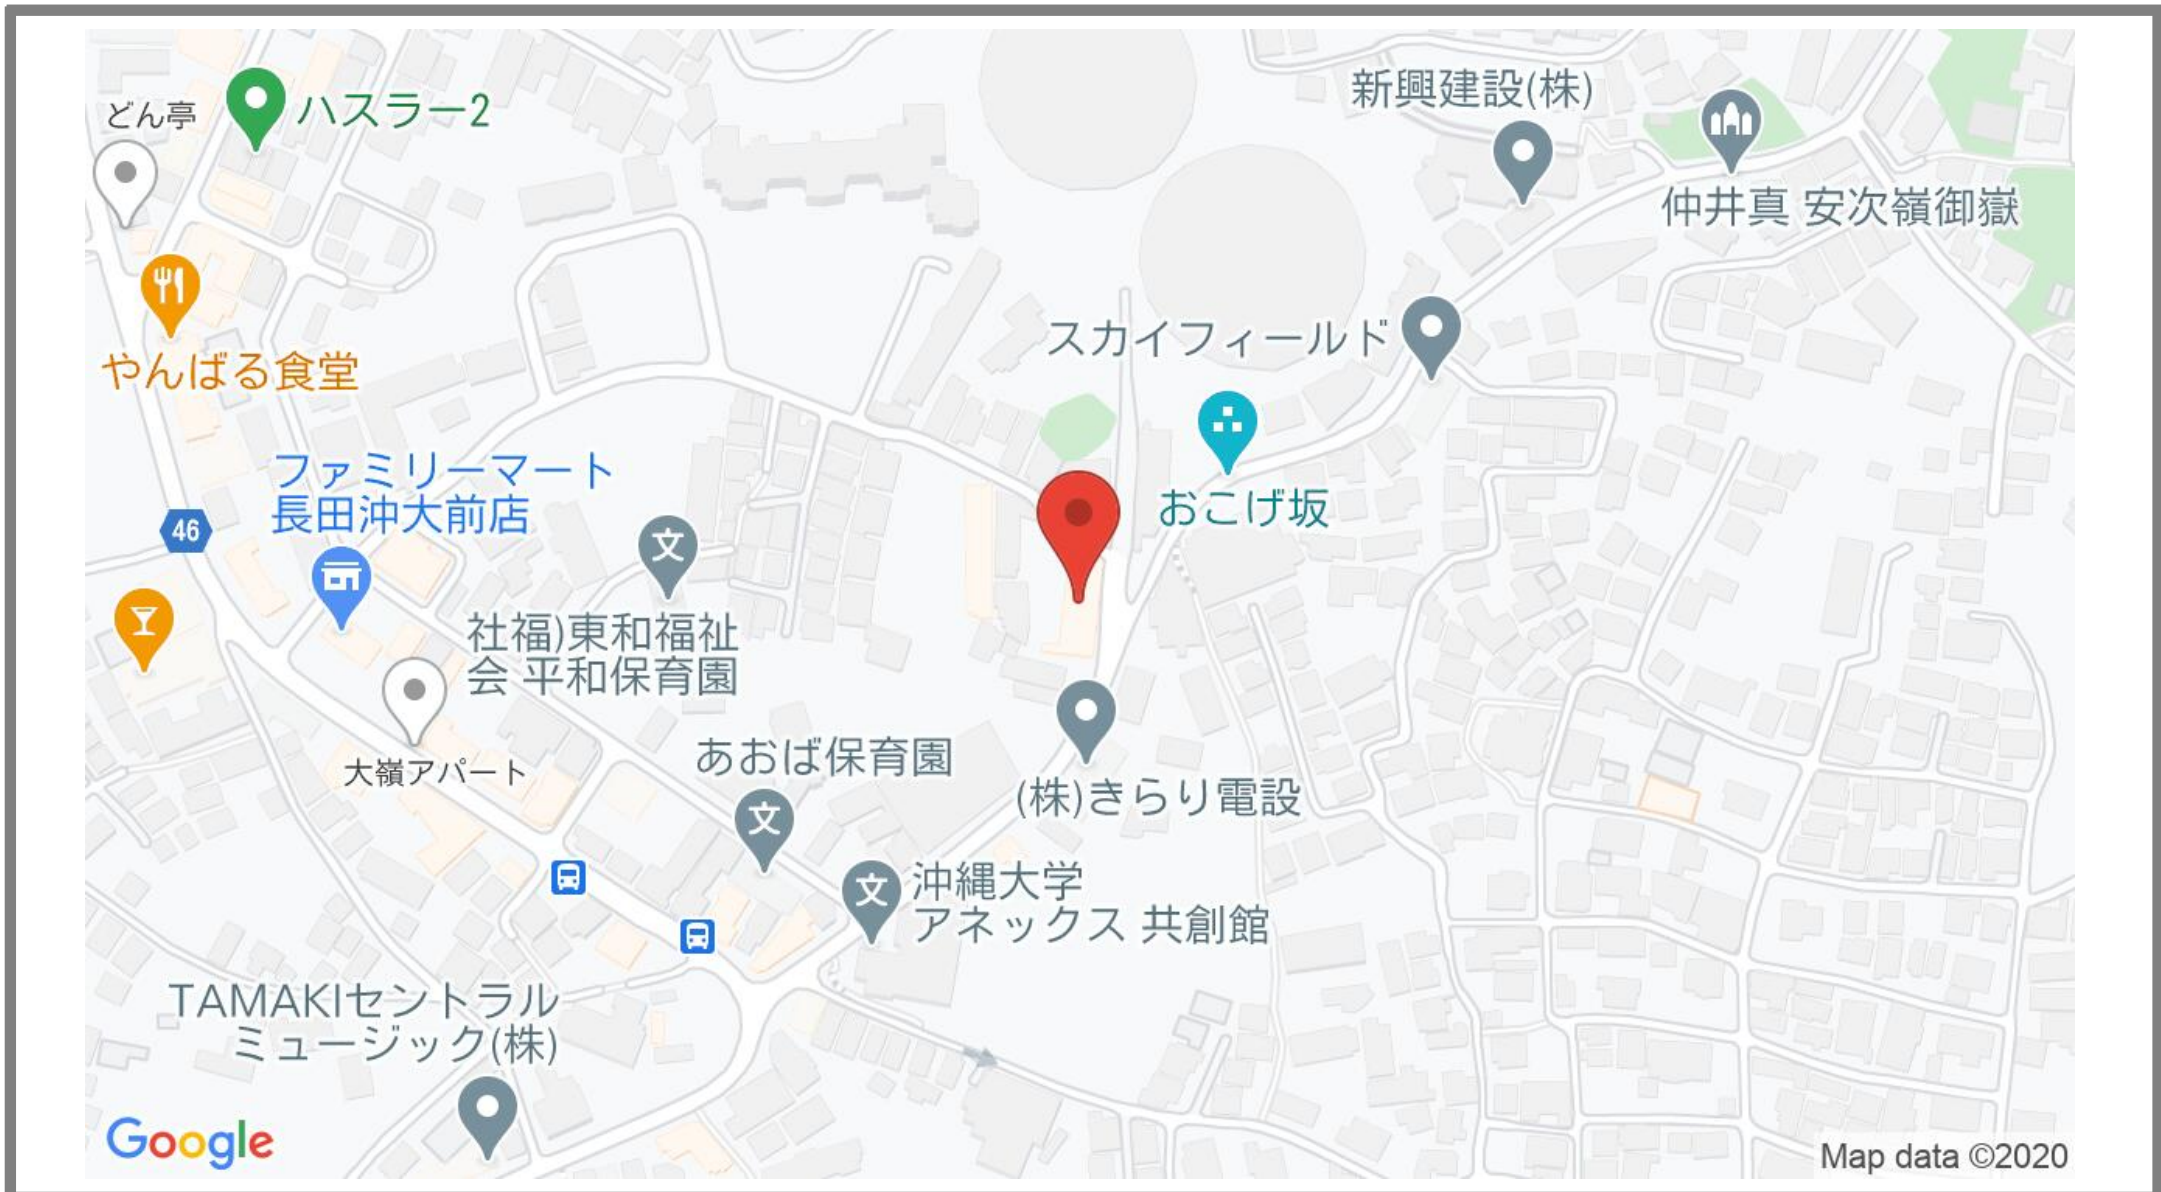 どん亭
ハスラー2
新興建設(株)
仲井真 安次嶺御嶽
やんばる食堂
スカイフィールド
ファミリーマート
長田沖大前店
46
おこげ坂
文
社福)東和福祉
会 平和保育園
大嶺アパート
あおば保育園
文
(株)きらり電設
文
沖縄大学
アネックス 共創館
TAMAKIセントラル
ミュージック(株)
Google
Map data ©2020